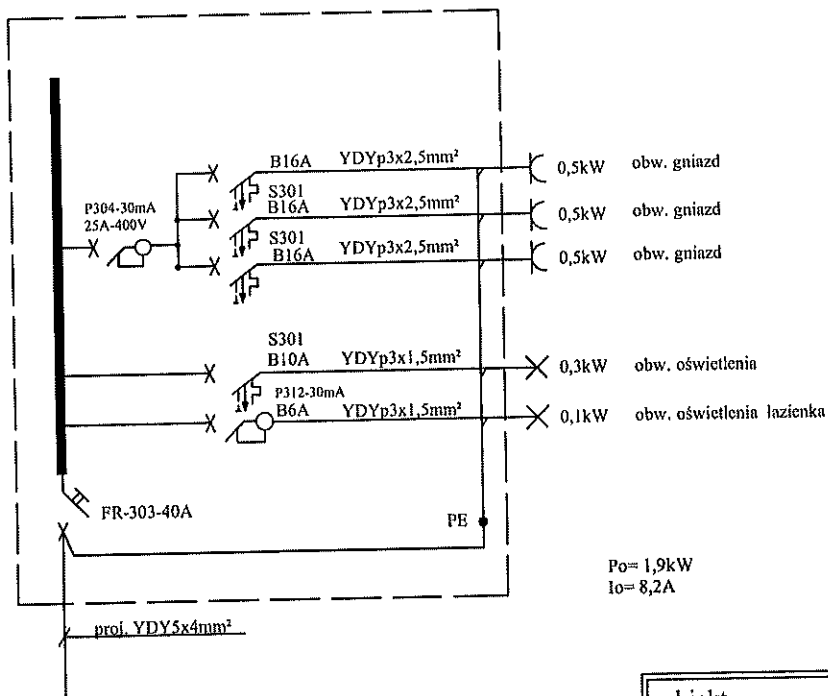 B16A YDYp3x2,5mm² 0,5kW obw. gniazd
P304-30mA
25A-400V
S301
B16A YDYp3x2,5mm² 0,5kW obw. gniazd
S301
B16A YDYp3x2,5mm² 0,5kW obw. gniazd
S301
B10A YDYp3x1,5mm² 0,3kW obw. oświetlenia
P312-30mA
B6A YDYp3x1,5mm² 0,1kW obw. oświetlenia łazienka
FR-303-40A
PE
Po= 1,9kW
Io= 8,2A
proj. YDY5x4mm²